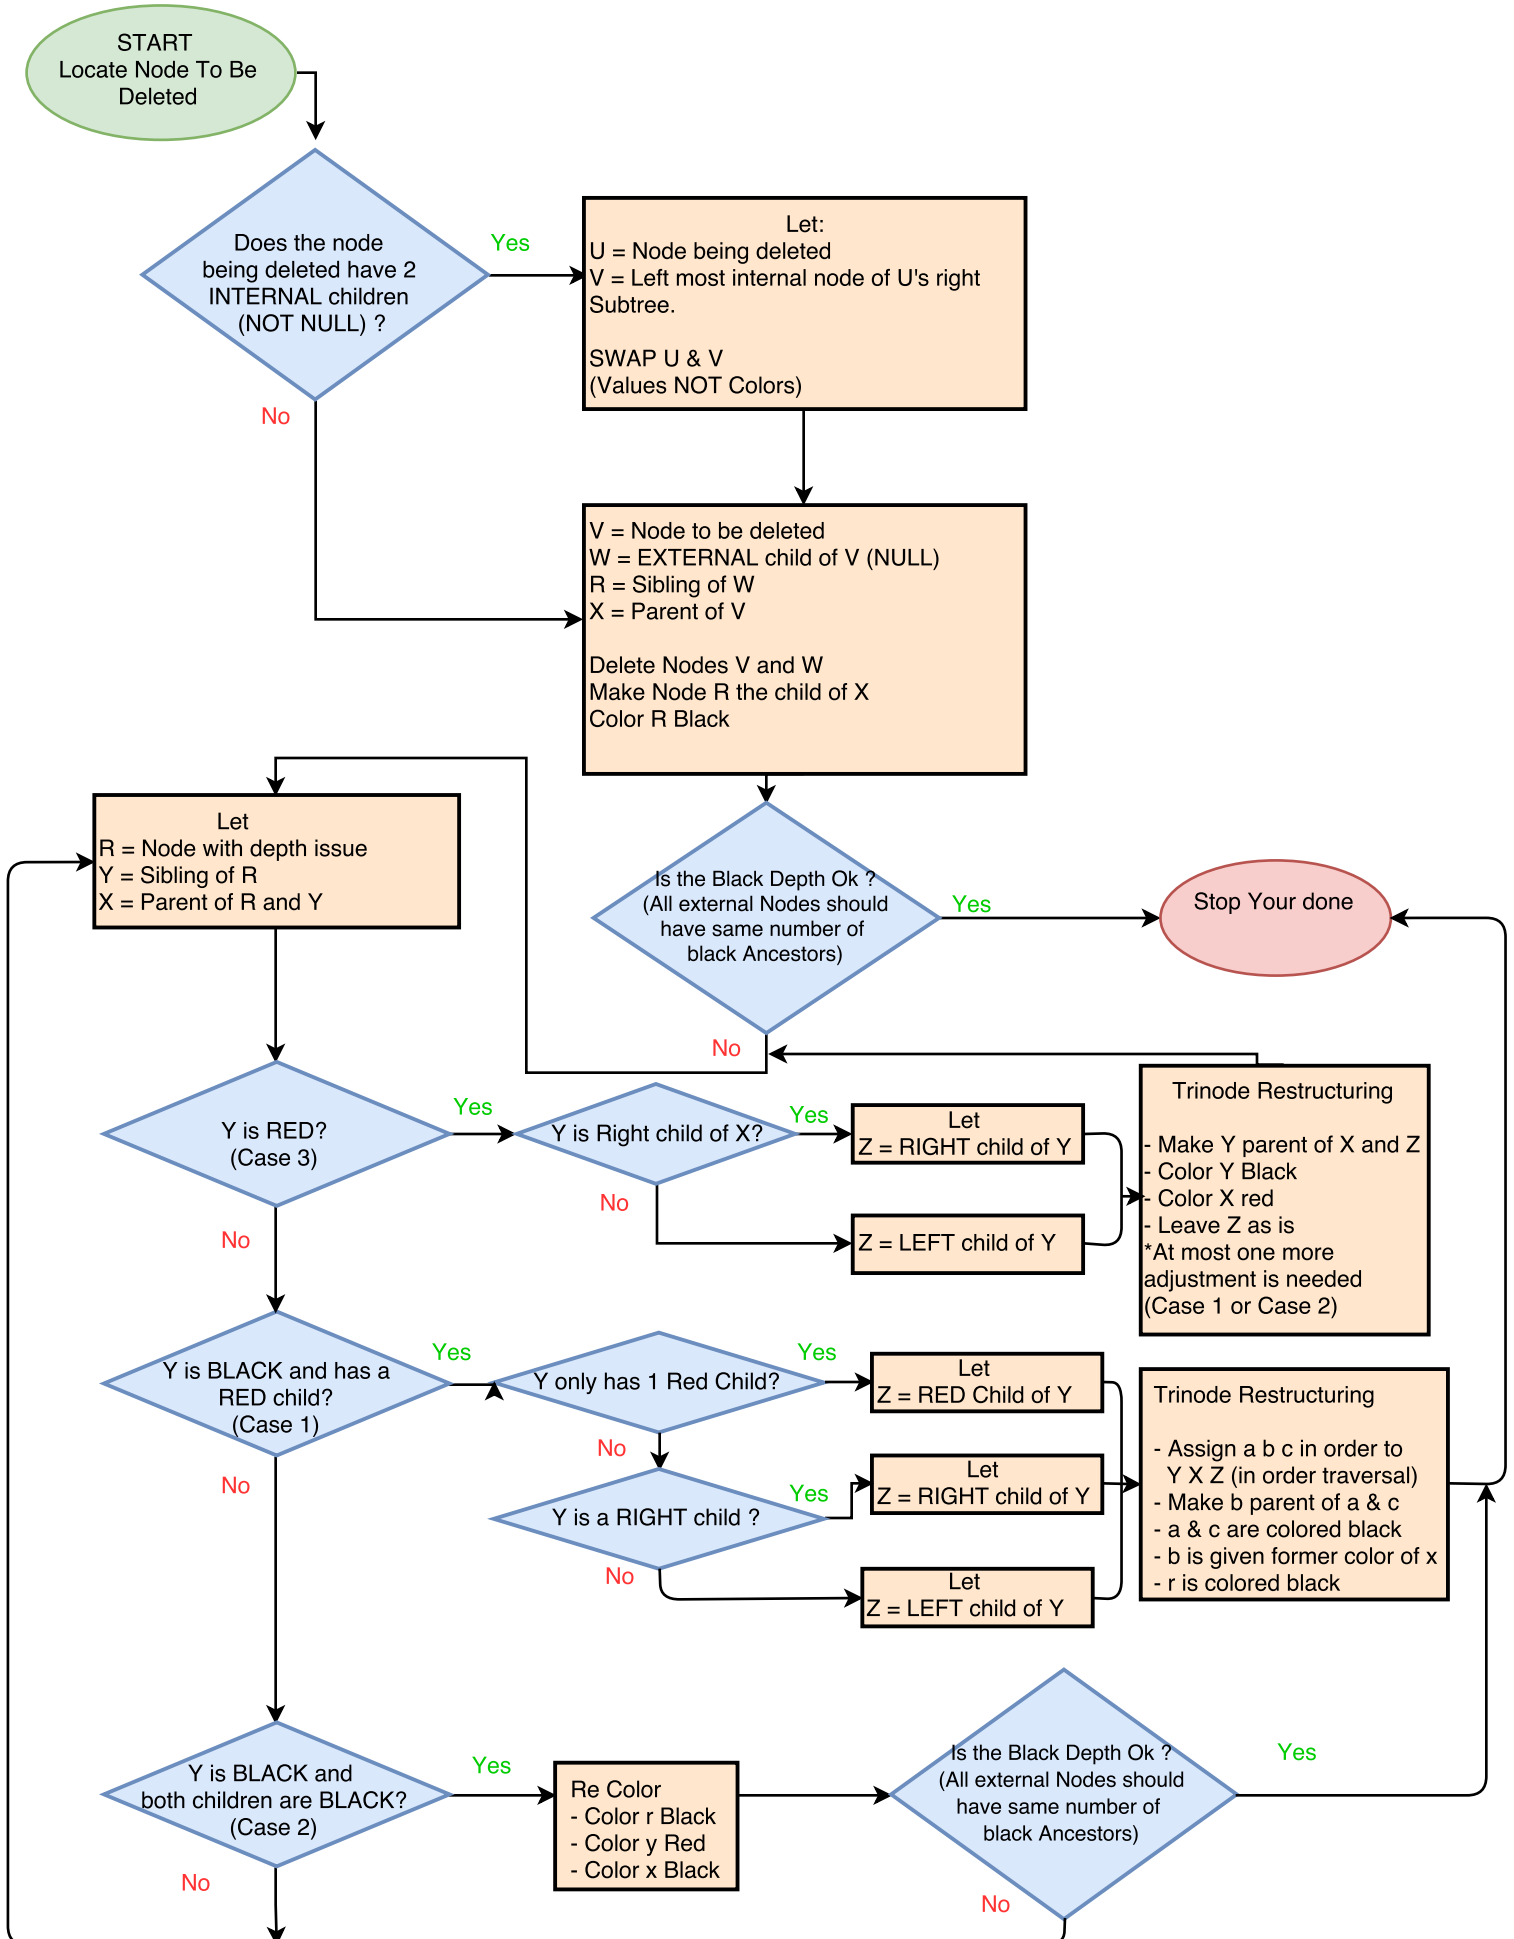 START
Locate Node To Be
Deleted
Does the node
being deleted have 2
INTERNAL children
(NOT NULL) ?
Yes
No
Let:
U = Node being deleted
V = Left most internal node of U's right
Subtree.
SWAP U & V
(Values NOT Colors)
V = Node to be deleted
W = EXTERNAL child of V (NULL)
R = Sibling of W
X = Parent of V
Delete Nodes V and W
Make Node R the child of X
Color R Black
Let
R = Node with depth issue
Y = Sibling of R
X = Parent of R and Y
Is the Black Depth Ok ?
(All external Nodes should
have same number of
black Ancestors)
Yes
No
Stop Your done
Y is RED?
(Case 3)
Yes
No
Y is Right child of X?
Yes
No
Let
Z = RIGHT child of Y
Z = LEFT child of Y
Trinode Restructuring
- Make Y parent of X and Z
- Color Y Black
- Color X red
- Leave Z as is
*At most one more
adjustment is needed
(Case 1 or Case 2)
Y is BLACK and has a
RED child?
(Case 1)
Yes
No
Y only has 1 Red Child?
Yes
No
Let
Z = RED Child of Y
Y is a RIGHT child ?
Yes
No
Let
Z = RIGHT child of Y
Let
Z = LEFT child of Y
Trinode Restructuring
- Assign a b c in order to
Y X Z (in order traversal)
- Make b parent of a & c
- a & c are colored black
- b is given former color of x
- r is colored black
Y is BLACK and
both children are BLACK?
(Case 2)
Yes
No
Re Color
- Color r Black
- Color y Red
- Color x Black
Is the Black Depth Ok ?
(All external Nodes should
have same number of
black Ancestors)
Yes
No